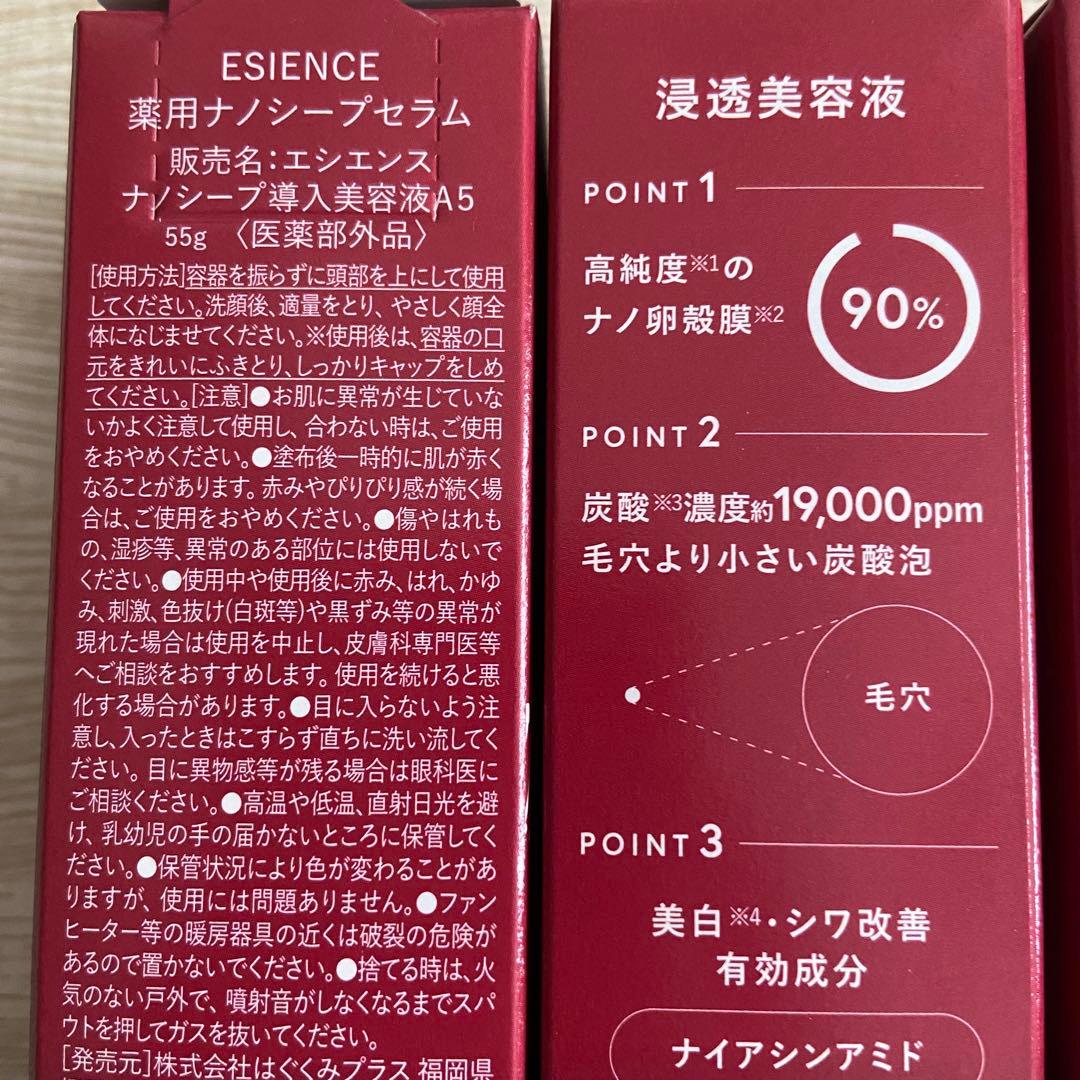 ESIENCE
薬用ナノシープセラム
販売名:エシエンス
ナノシープ導入美容液A5
55g 〈医薬部外品〉
[使用方法]容器を振らずに頭部を上にして使用
してください。洗顔後、適量をとり、やさしく顔全
体になじませてください。※使用後は、容器の口
元をきれいにふきとり、しっかりキャップをしめ
てください。[注意]●お肌に異常が生じていな
いかよく注意して使用し、合わない時は、ご使用
をおやめください。●塗布後一時的に肌が赤く
なることがあります。赤みやぴりぴり感が続く場
合は、ご使用をおやめください。●傷やはれも
の、湿疹等、異常のある部位には使用しないで
ください。●使用中や使用後に赤み、はれ、かゆ
み、刺激、色抜け(白斑等)や黒ずみ等の異常が
現れた場合は使用を中止し、皮膚科専門医等
へご相談をおすすめします。使用を続けると悪
化する場合があります。●目に入らないよう注
意し、入ったときはこすらず直ちに洗い流してく
ださい。目に異物感等が残る場合は眼科医に
ご相談ください。●高温や低温、直射日光を避
け、乳幼児の手の届かないところに保管してく
ださい。●保管状況により色が変わることがあ
りますが、使用には問題ありません。●ファン
ヒーター等の暖房器具の近くは破裂の危険が
あるので置かないでください。●捨てる時は、火
気のない戸外で、噴射音がしなくなるまでスパ
ウトを押してガスを抜いてください。
[発売元]株式会社はぐくみプラス 福岡県
浸透美容液
POINT 1
高純度※1の
ナノ卵殻膜※2
90%
POINT 2
炭酸※3濃度約19,000ppm
毛穴より小さい炭酸泡
毛穴
POINT 3
美白※4・シワ改善
有効成分
ナイアシンアミド